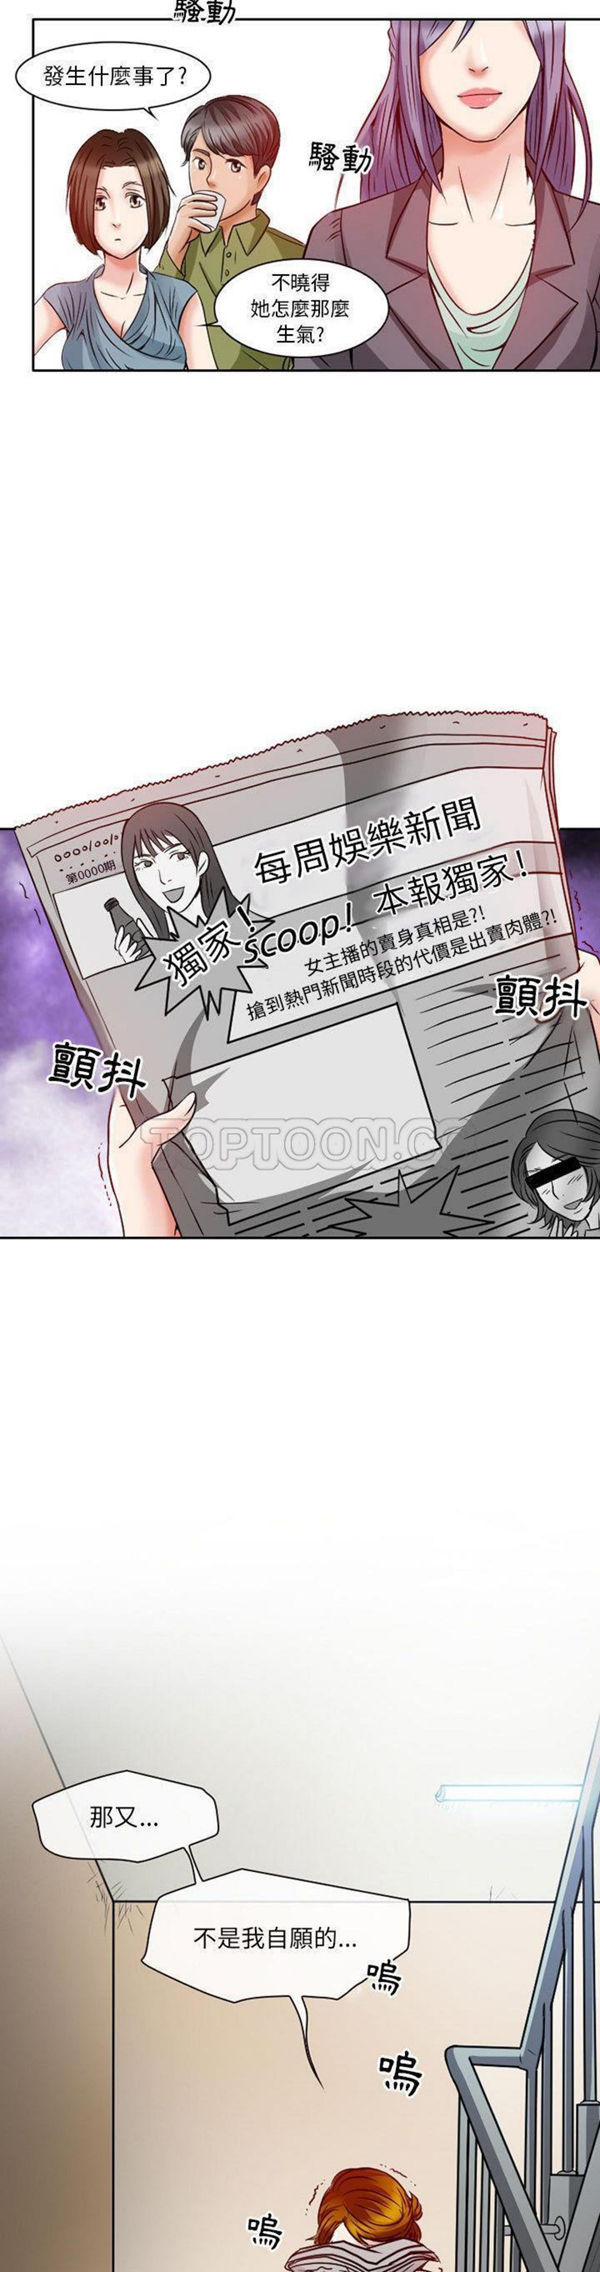 騷動
發生什麼事了?
騷動
不曉得
她怎麼那麼
生氣?
第0000期
每周娛樂新聞
獨家!
scoop! 本報獨家!
女主播的賣身真相是?!
搶到熱門新聞時段的代價是出賣肉體?!
顫抖
顫抖
那又...
不是我自願的...
嗚
嗚
嗚